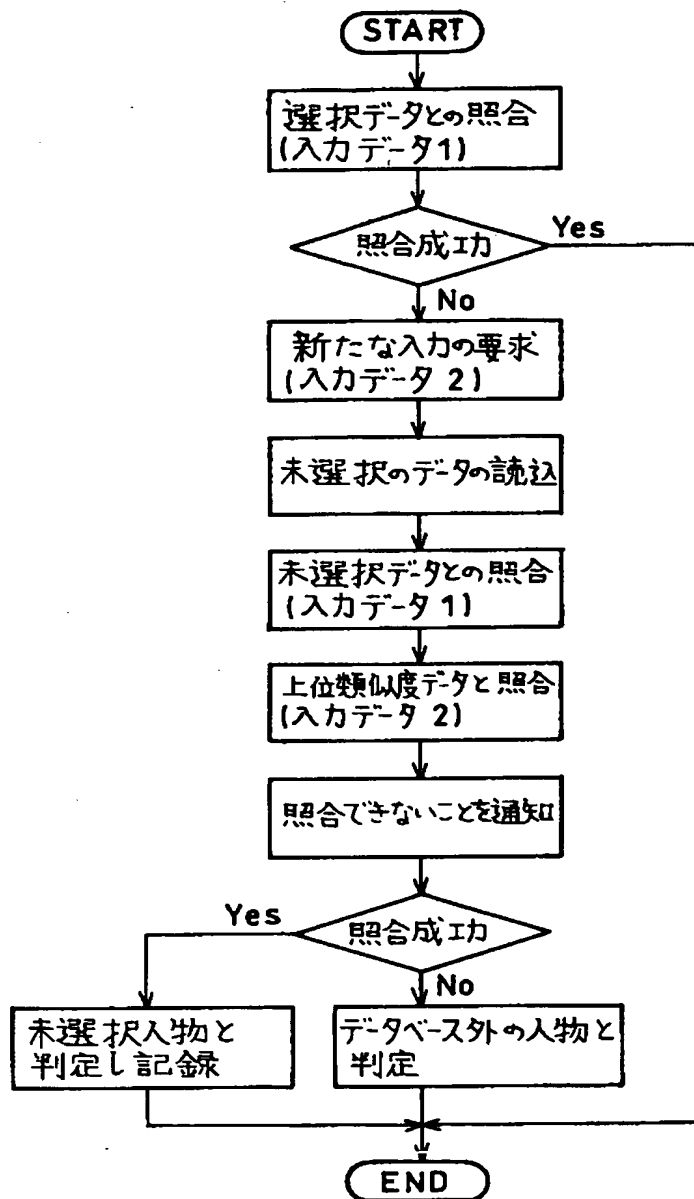 START
選択データとの照合
(入力データ1)
照合成功
Yes
No
新たな入力の要求
(入力データ 2)
未選択のデータの読込
未選択データとの照合
(入力データ 1)
上位類似度データと照合
(入力データ 2)
照合できないことを通知
照合成功
Yes
No
未選択人物と
判定し記録
データベース外の人物と
判定
END